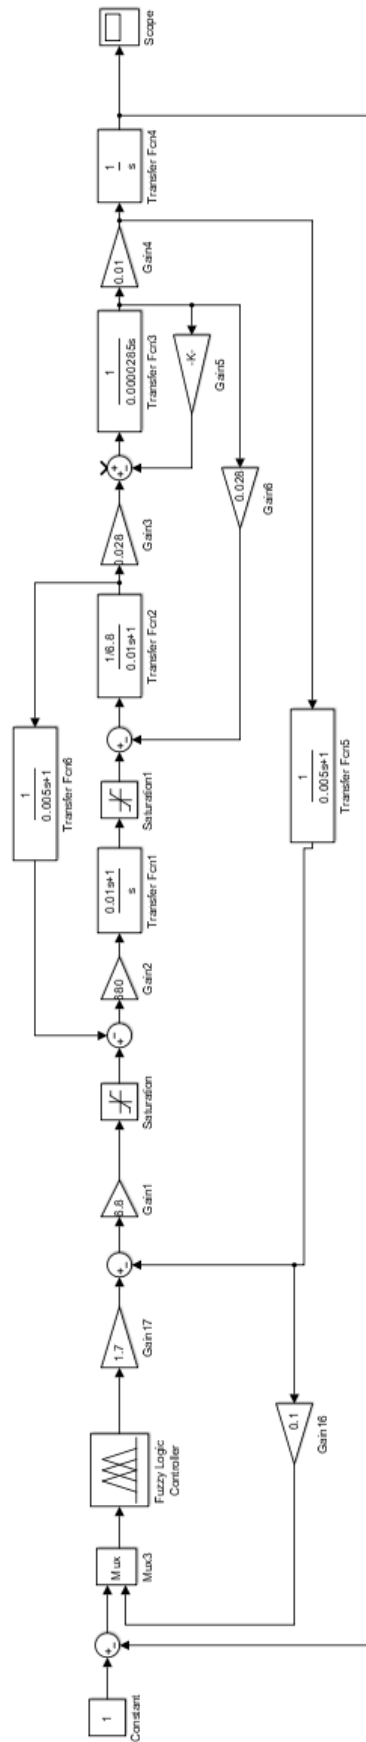 1
Constant
+
-
Mux
Mux3
Fuzzy Logic
Controller
1.7
Gain17
+
-
6.8
Gain1
Saturation
+
-
680
Gain2
0.01s+1
s
Transfer Fcn1
Saturation1
+
-
1/6.8
0.01s+1
Transfer Fcn2
0.028
Gain3
+
+
-
1
0.0000285s
Transfer Fcn3
0.01
Gain4
1
s
Transfer Fcn4
Scope
1
0.005s+1
Transfer Fcn6
-K-
Gain5
0.028
Gain6
1
0.005s+1
Transfer Fcn5
0.1
Gain16